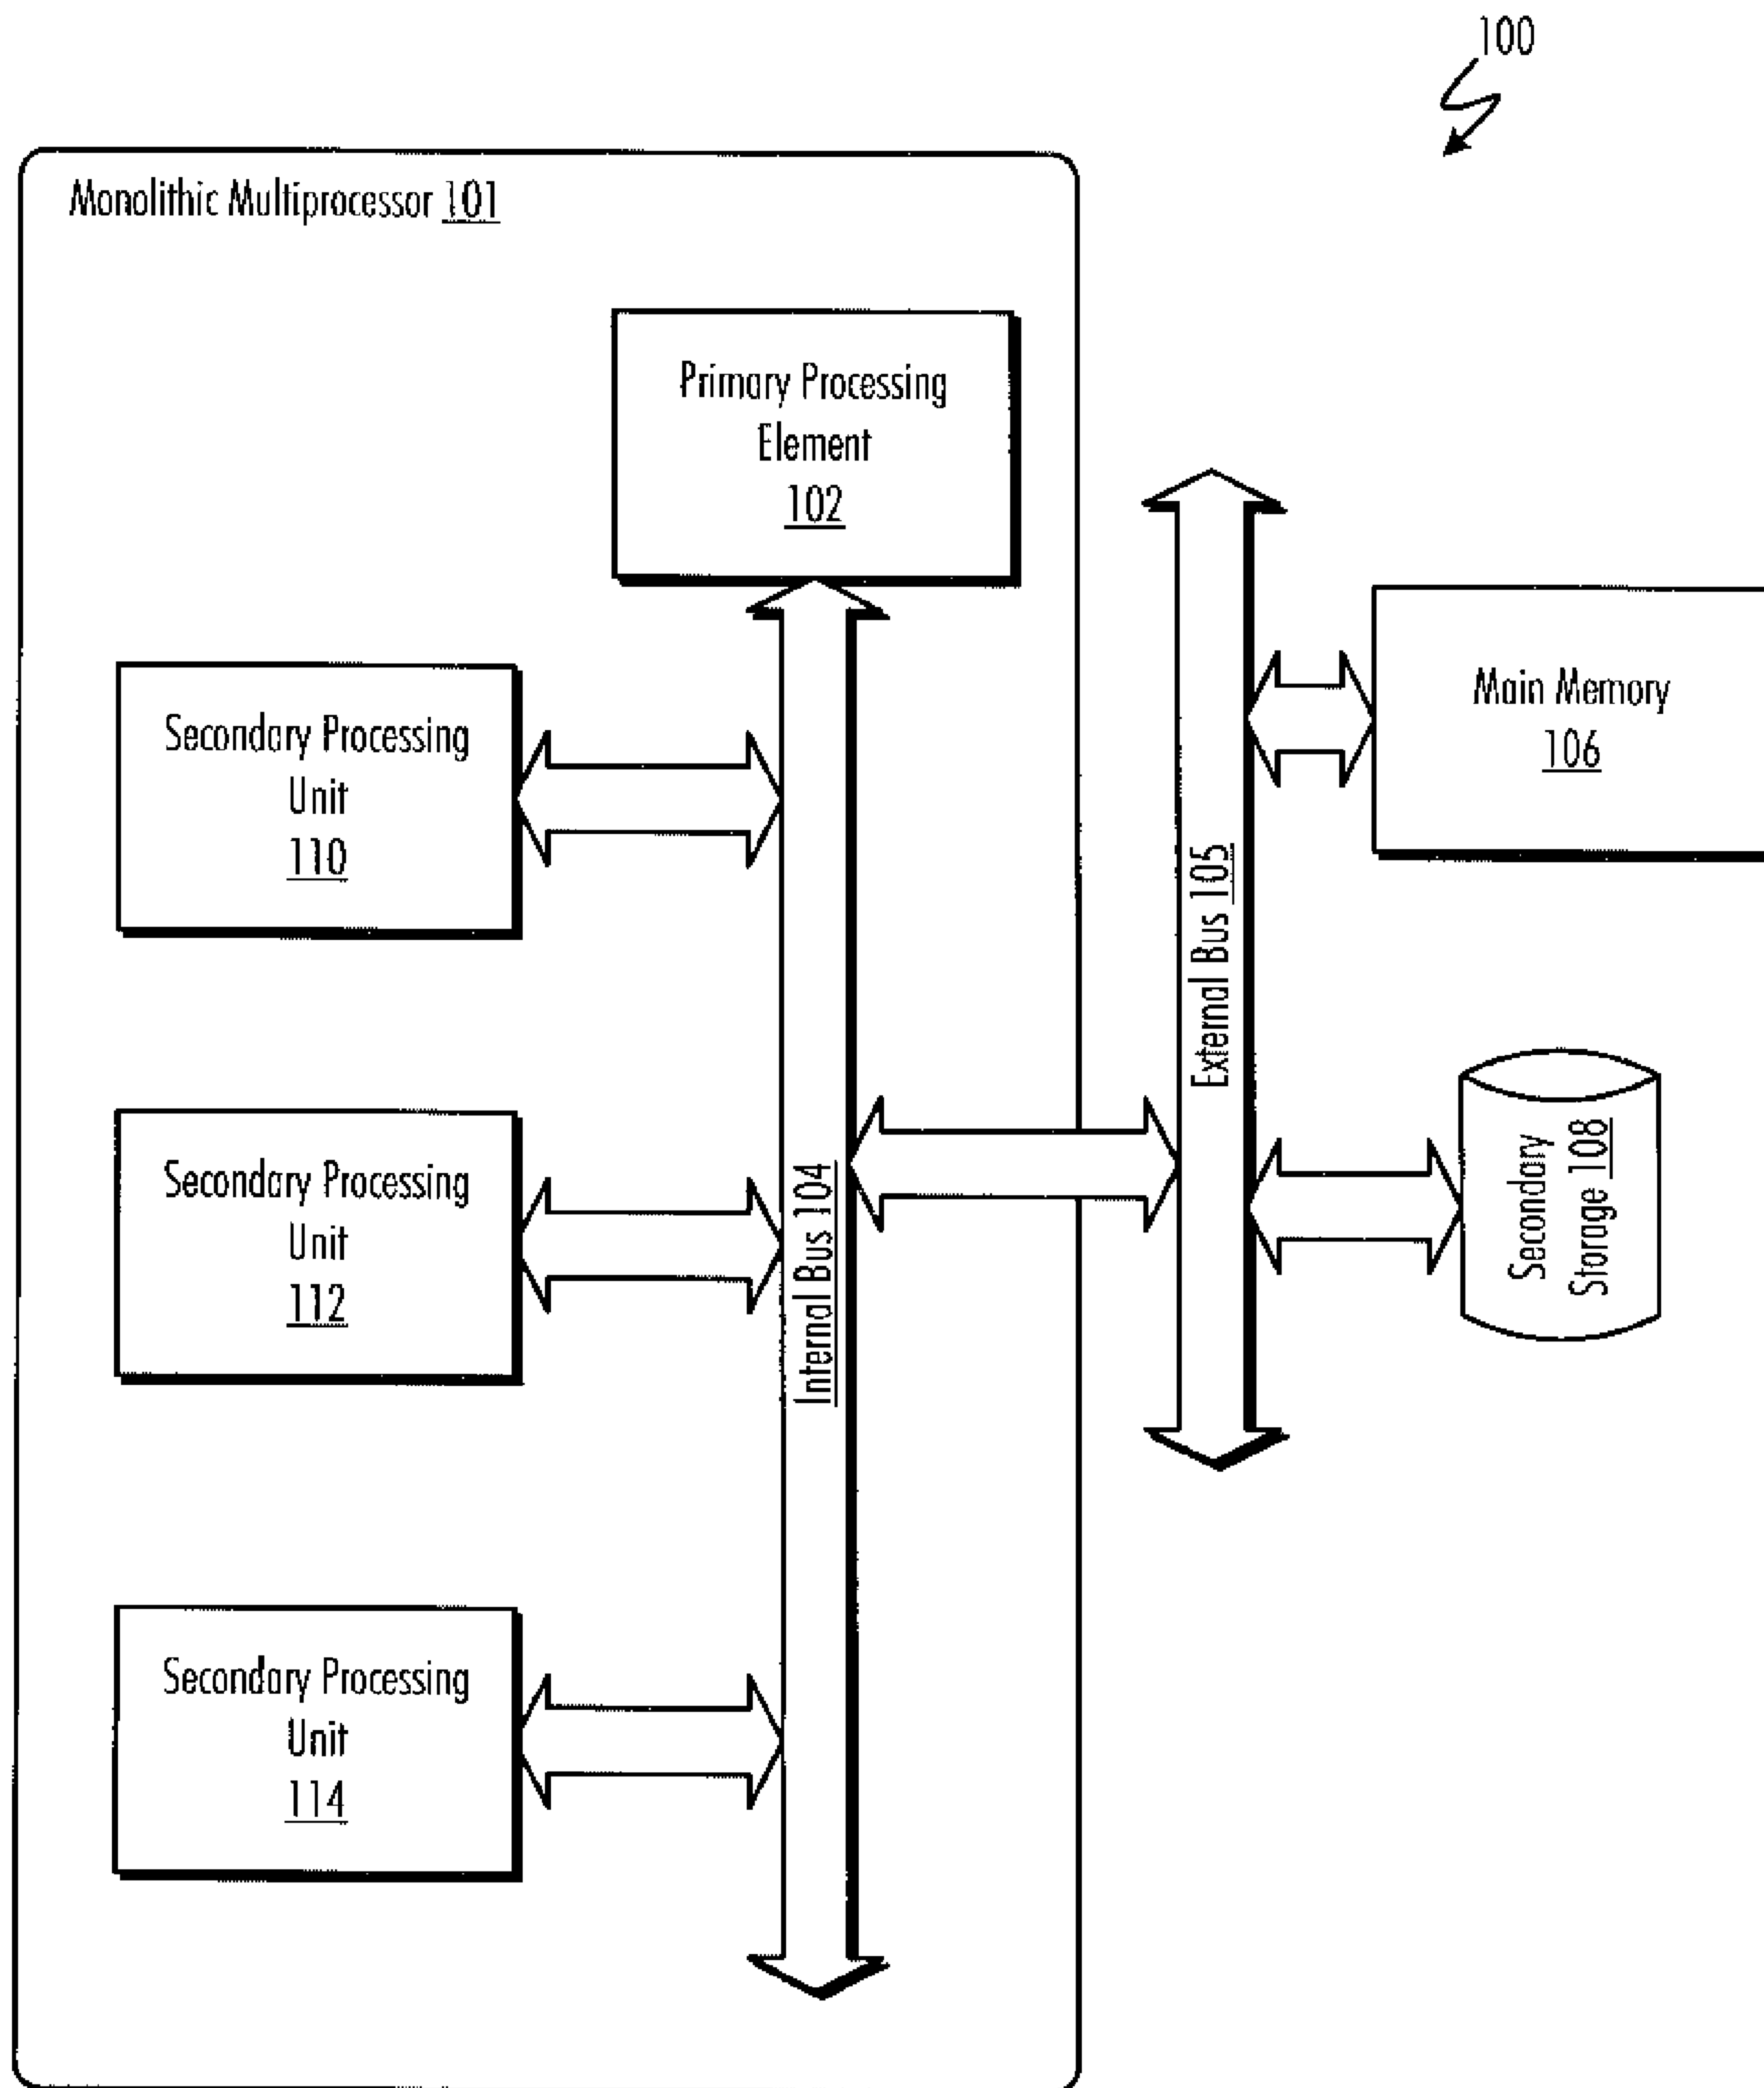 100
Monolithic Multiprocessor 101
Primary Processing
Element
102
Secondary Processing
Unit
110
Main Memory
106
External Bus 105
Secondary Processing
Unit
112
Internal Bus 104
Secondary
Storage 108
Secondary Processing
Unit
114